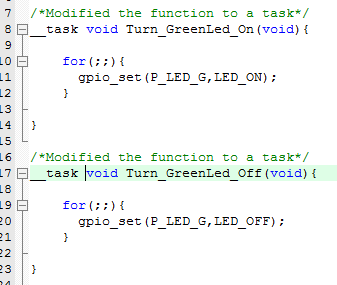 7 /*Modified the function to a task*/
8 __task void Turn_GreenLed_On(void){
9
10 for(;;){
11 gpio_set(P_LED_G,LED_ON);
12 }
13
14 }
15
16 /*Modified the function to a task*/
17 __task void Turn_GreenLed_Off(void){
18
19 for(;;){
20 gpio_set(P_LED_G,LED_OFF);
21 }
22
23 }